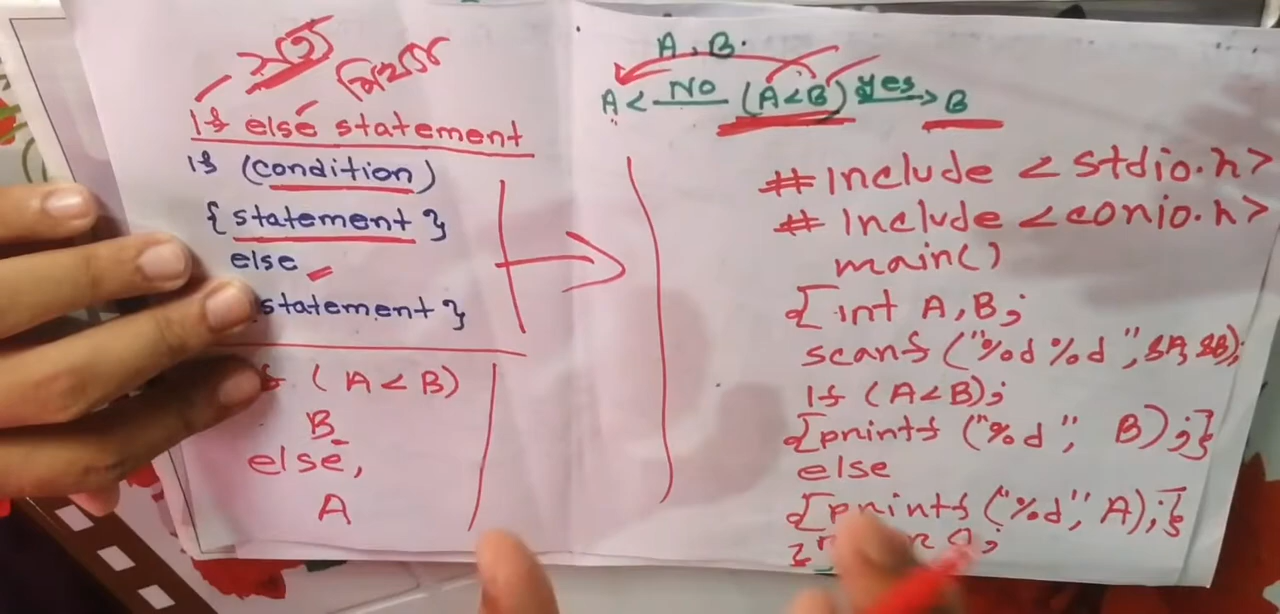 সত্য
মিথ্যা
If else statement
if (condition)
{statement}
else
statement}
(A<B)
B
else,
A
A, B.
A < No (A<B) Yes > B
# Include <stdio.h>
# Include <conio.h>
main()
{int A, B;
scanf ("%d %d", &A, &B);
If (A<B);
{printf ("%d", B);}
else
{printf ("%d", A);}